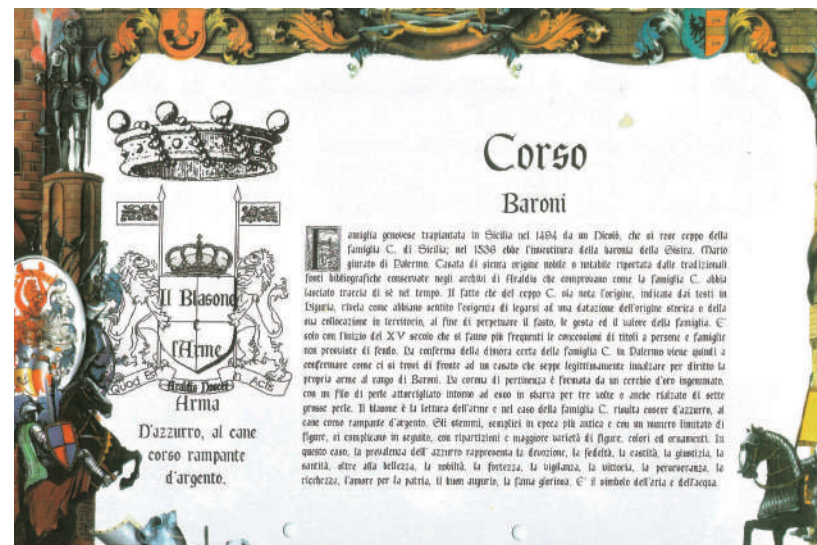 Corso
Baroni
Famiglia genovese trapiantata in Sicilia nel 1494 da un Nicolò, che si rese ceppo della
famiglia C. di Sicilia; nel 1536 ebbe l'investitura della baronia della Sistra. Mario
giurato di Palermo. Casata di sicura origine nobile o notabile riportata dalle tradizionali
fonti bibliografiche conservate negli archivi di Araldis che comprovano come la famiglia C. abbia
lasciato traccia di sè nel tempo. Il fatto che del ceppo C. sia nota l'origine, indicata dai testi in
Liguria, rivela come abbiano sentito l'esigenza di legarsi ad una datazione dell'origine storica o della
sua collocazione in territorio, al fine di perpetuare il fasto, le gesta ed il valore della famiglia. E'
solo con l'inizio del XV secolo che si fanno più frequenti le concessioni di titoli a persone e famiglie
non provviste di feudo. La conferma della dimora certa della famiglia C. in Palermo viene quindi a
confermare come ci si trovi di fronte ad un casato che seppe legittimamente innalzare per diritto la
propria arme al rango di Baroni. La corona di pertinenza è formata da un cerchio d'oro ingemmato,
con un filo di perle attorcigliato intorno ad esso in sbarra per tre volte o anche rialzato di sette
grosse perle. Il blasone è la lettura dell'arme e nel caso della famiglia C. risulta essere d'azzurro, al
cane corso rampante d'argento. Gli stemmi, semplici in epoca più antica e con un numero limitato di
figure, si complicano in seguito, con ripartizioni e maggiore varietà di figure, colori ed ornamenti. In
questo caso, la prevalenza dell' azzurro rappresenta la devozione, la fedeltà, la castità, la giustizia, la
santità, oltre alla bellezza, la nobiltà, la fortezza, la vigilanza, la vittoria, la perseveranza, la
ricchezza, l'amore per la patria, il buon augurio, la fama gloriosa. E' il simbolo dell'aria e dell'acqua.
Il Blasone
e
l'Arme
Quod Est in Actis
Araldis Noscet
Arma
D'azzurro, al cane
corso rampante
d'argento.